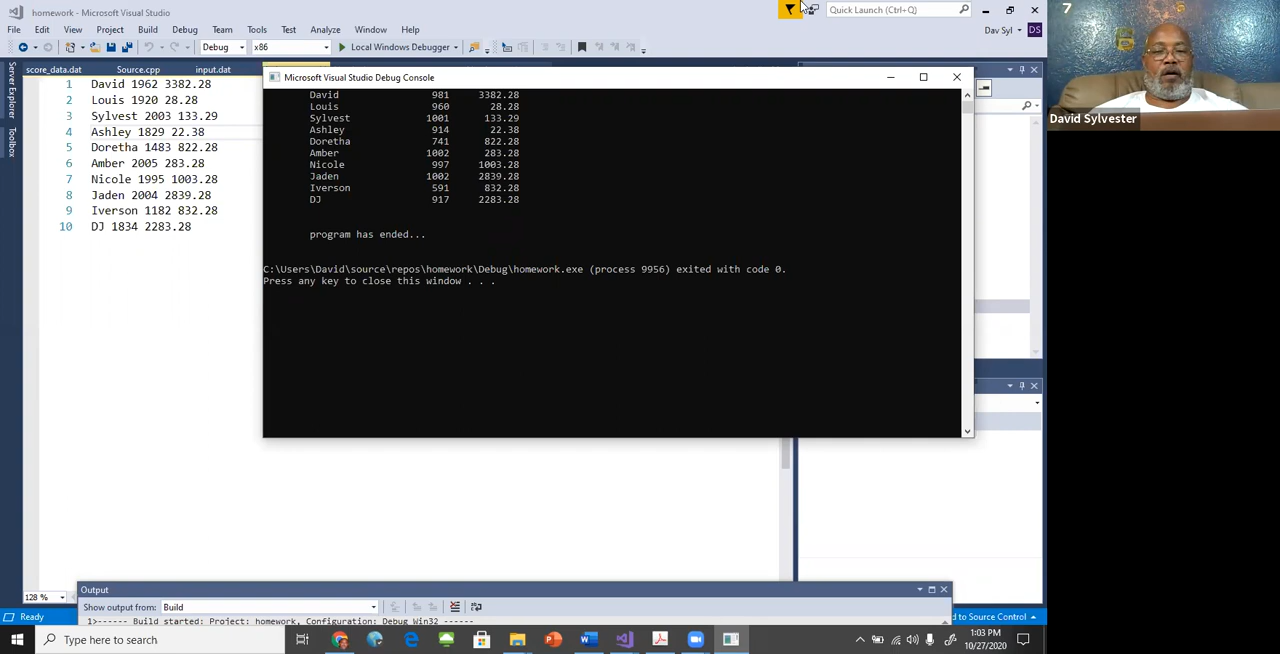 homework - Microsoft Visual Studio
Quick Launch (Ctrl+Q)
7
File Edit View Project Build Debug Team Tools Test Analyze Window Help
Dav Syl DS
Debug x86 Local Windows Debugger
score_data.dat Source.cpp input.dat
Microsoft Visual Studio Debug Console
Server Explorer
Toolbox
1 David 1962 3382.28
2 Louis 1920 28.28
3 Sylvest 2003 133.29
4 Ashley 1829 22.38
5 Doretha 1483 822.28
6 Amber 2005 283.28
7 Nicole 1995 1003.28
8 Jaden 2004 2839.28
9 Iverson 1182 832.28
10 DJ 1834 2283.28
David 981 3382.28
Louis 960 28.28
Sylvest 1001 133.29
Ashley 914 22.38
Doretha 741 822.28
Amber 1002 283.28
Nicole 997 1003.28
Jaden 1002 2839.28
Iverson 591 832.28
DJ 917 2283.28
program has ended...
C:\Users\David\source\repos\homework\Debug\homework.exe (process 9956) exited with code 0.
Press any key to close this window . . .
David Sylvester
128 %
Output
Show output from: Build
1>------ Build started: Project: homework, Configuration: Debug Win32 ------
Ready
d to Source Control
Type here to search
1:03 PM
10/27/2020